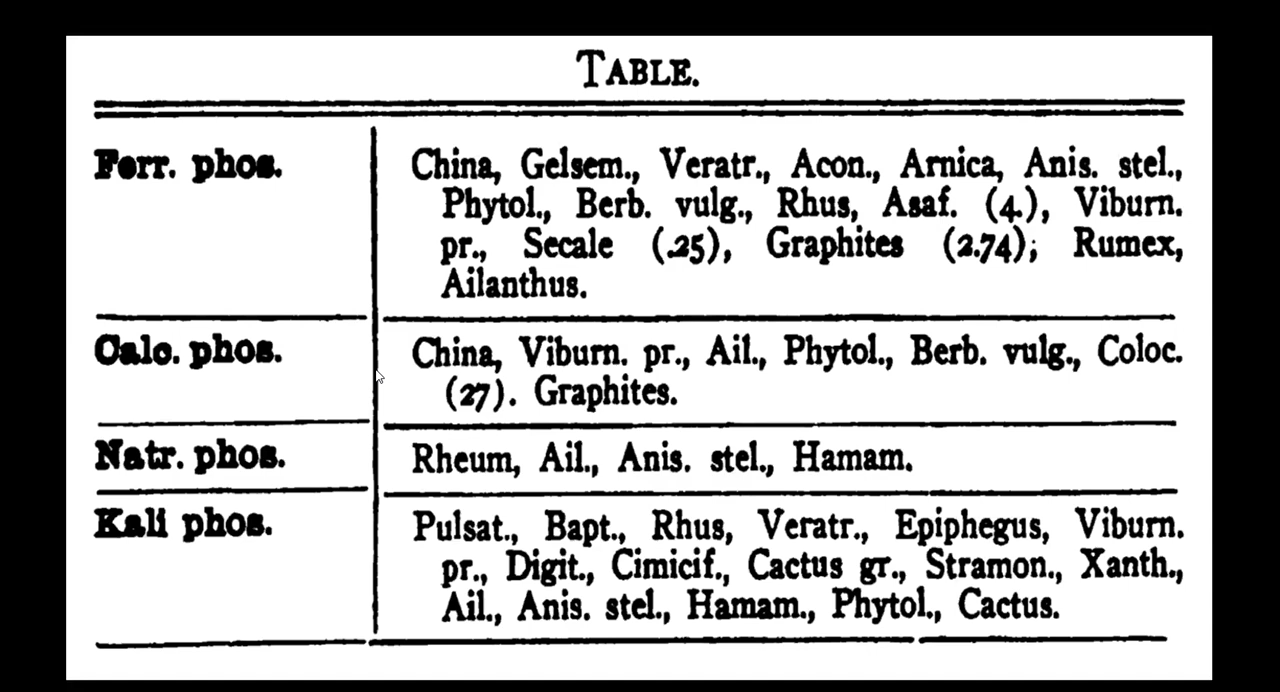 TABLE.
Ferr. phos.
China, Gelsem., Veratr., Acon., Arnica, Anis. stel.,
Phytol., Berb. vulg., Rhus, Asaf. (4.), Viburn.
pr., Secale (.25), Graphites (2.74); Rumex,
Ailanthus.
Calc. phos.
China, Viburn. pr., Ail., Phytol., Berb. vulg., Coloc.
(27). Graphites.
Natr. phos.
Rheum, Ail., Anis. stel., Hamam.
Kali phos.
Pulsat., Bapt., Rhus, Veratr., Epiphegus, Viburn.
pr., Digit., Cimicif., Cactus gr., Stramon., Xanth.,
Ail., Anis. stel., Hamam., Phytol., Cactus.